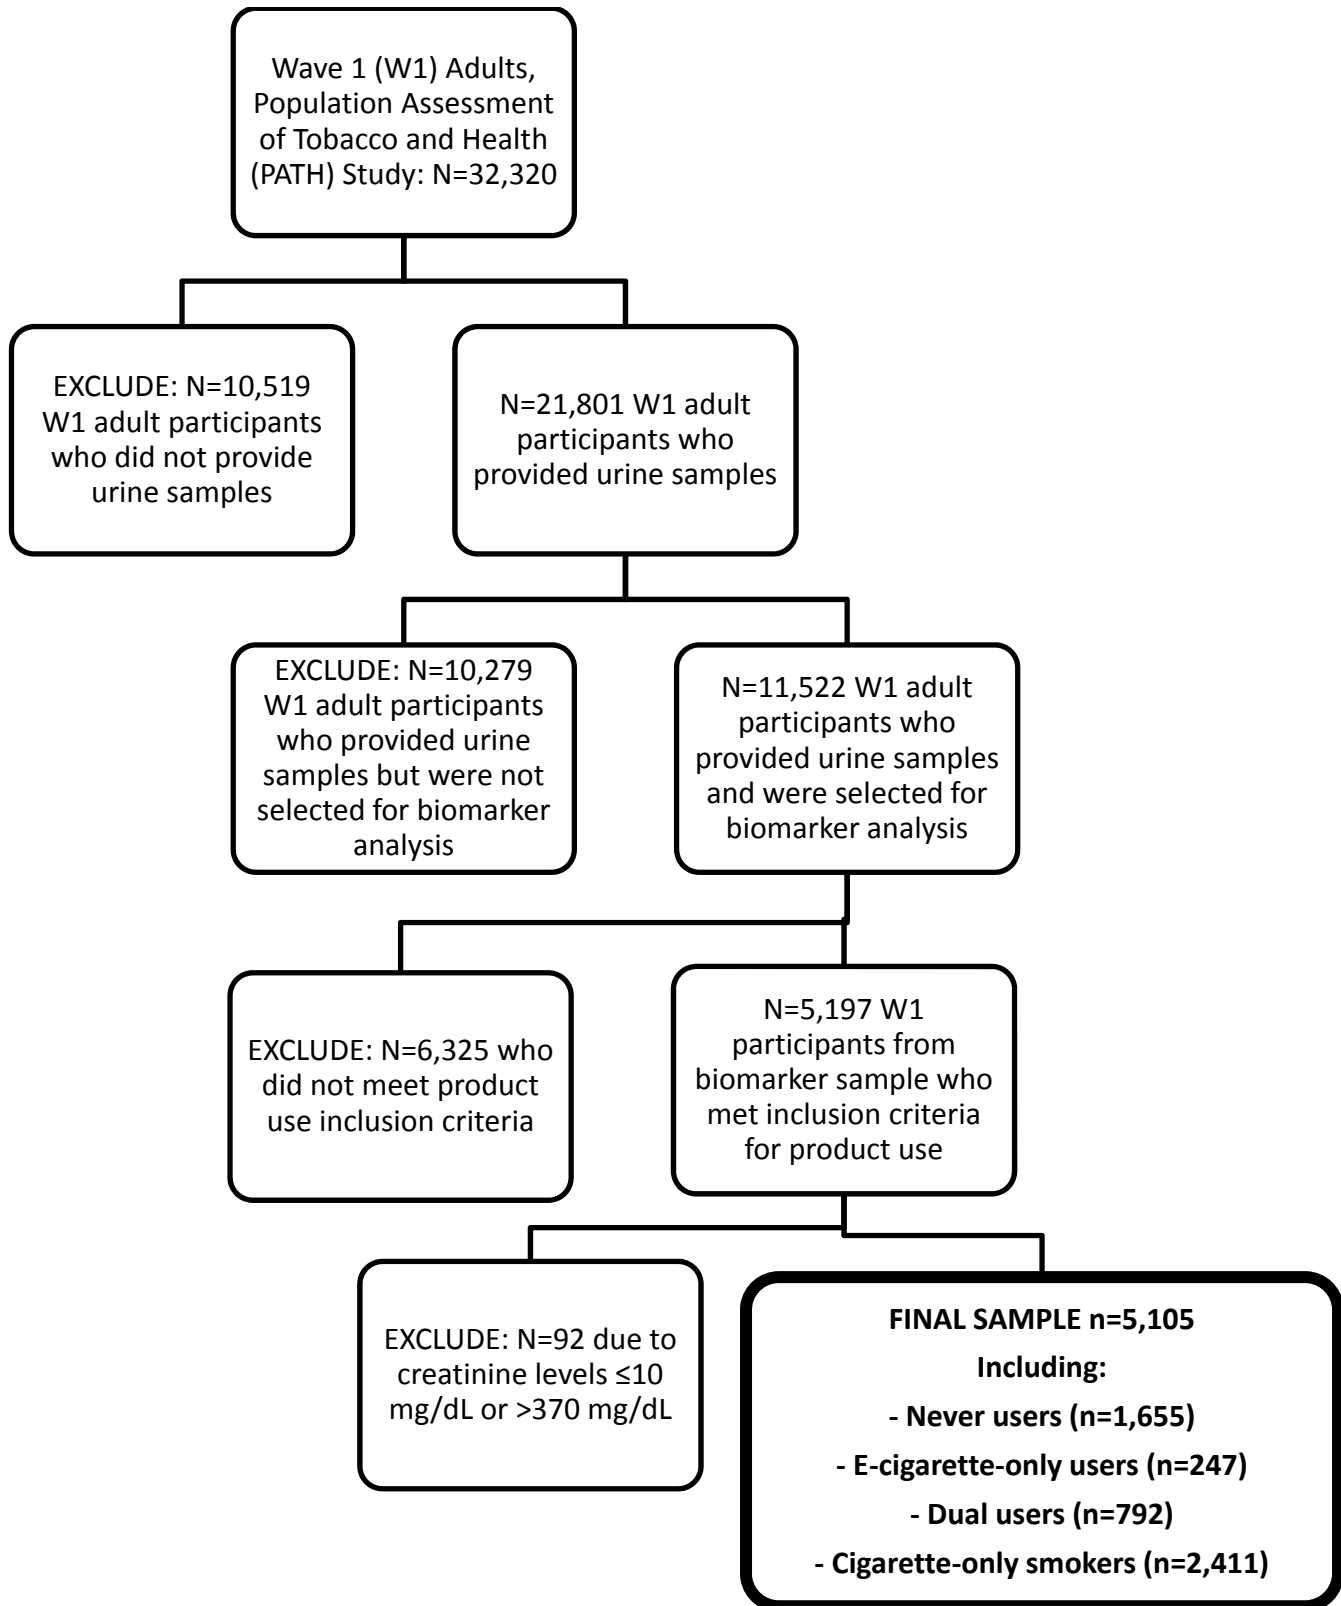 Wave 1 (W1) Adults,
Population Assessment
of Tobacco and Health
(PATH) Study: N=32,320
EXCLUDE: N=10,519
W1 adult participants
who did not provide
urine samples
N=21,801 W1 adult
participants who
provided urine samples
EXCLUDE: N=10,279
W1 adult participants
who provided urine
samples but were not
selected for biomarker
analysis
N=11,522 W1 adult
participants who
provided urine samples
and were selected for
biomarker analysis
EXCLUDE: N=6,325 who
did not meet product
use inclusion criteria
N=5,197 W1
participants from
biomarker sample who
met inclusion criteria
for product use
EXCLUDE: N=92 due to
creatinine levels ≤10
mg/dL or >370 mg/dL
FINAL SAMPLE n=5,105
Including:
- Never users (n=1,655)
- E-cigarette-only users (n=247)
- Dual users (n=792)
- Cigarette-only smokers (n=2,411)